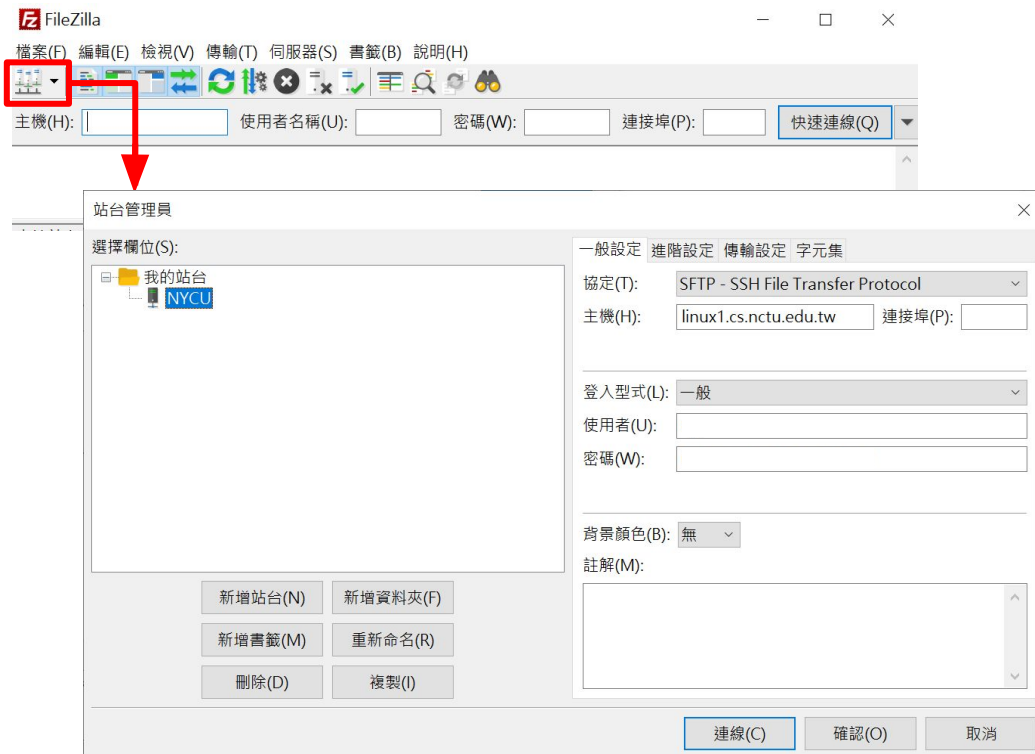 FileZilla
檔案(F) 編輯(E) 檢視(V) 傳輸(T) 伺服器(S) 書籤(B) 說明(H)
主機(H): 使用者名稱(U): 密碼(W): 連接埠(P): 快速連線(Q)
站台管理員
選擇欄位(S):
我的站台
NYCU
新增站台(N) 新增資料夾(F)
新增書籤(M) 重新命名(R)
刪除(D) 複製(I)
一般設定 進階設定 傳輸設定 字元集
協定(T): SFTP - SSH File Transfer Protocol
主機(H): linux1.cs.nctu.edu.tw 連接埠(P):
登入型式(L): 一般
使用者(U):
密碼(W):
背景顏色(B): 無
註解(M):
連線(C) 確認(O) 取消